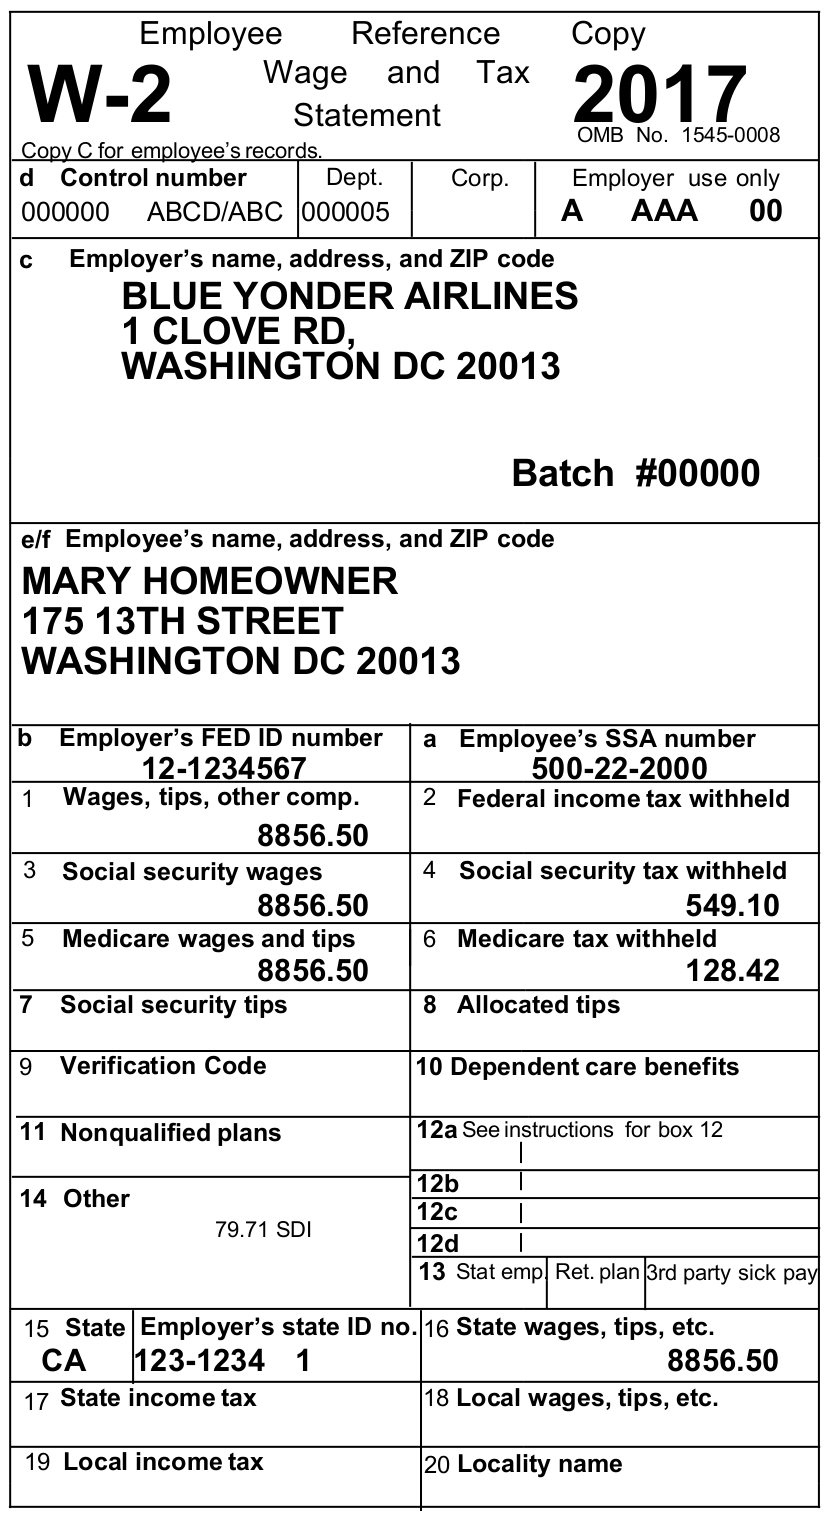 Employee Reference Copy
W-2 Wage and Tax 2017
Statement
OMB No. 1545-0008
Copy C for employee's records.
d Control number Dept. Corp. Employer use only
000000 ABCD/ABC 000005 A AAA 00
c Employer's name, address, and ZIP code
BLUE YONDER AIRLINES
1 CLOVE RD,
WASHINGTON DC 20013
Batch #00000
e/f Employee's name, address, and ZIP code
MARY HOMEOWNER
175 13TH STREET
WASHINGTON DC 20013
b Employer's FED ID number a Employee's SSA number
12-1234567 500-22-2000
1 Wages, tips, other comp. 2 Federal income tax withheld
8856.50
3 Social security wages 4 Social security tax withheld
8856.50 549.10
5 Medicare wages and tips 6 Medicare tax withheld
8856.50 128.42
7 Social security tips 8 Allocated tips
9 Verification Code 10 Dependent care benefits
11 Nonqualified plans 12a See instructions for box 12
12b
14 Other 12c
79.71 SDI 12d
13 Stat emp. Ret. plan 3rd party sick pay
15 State Employer's state ID no. 16 State wages, tips, etc.
CA 123-1234 1 8856.50
17 State income tax 18 Local wages, tips, etc.
19 Local income tax 20 Locality name